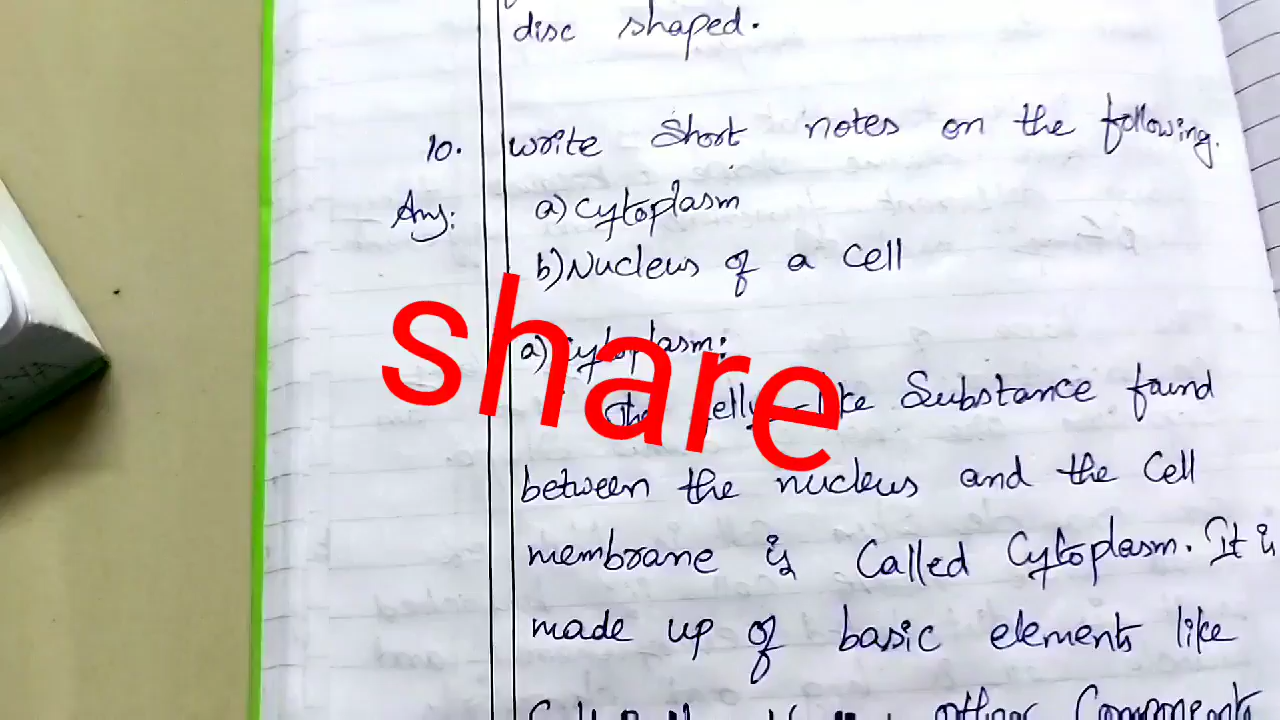 disc shaped.
10. write short notes on the following.
Ans: a) Cytoplasm
b) Nucleus of a cell
share
a) Cytoplasm:
The Jelly-like Substance found
between the nucleus and the Cell
membrane is Called Cytoplasm. It is
made up of basic elements like
other Components